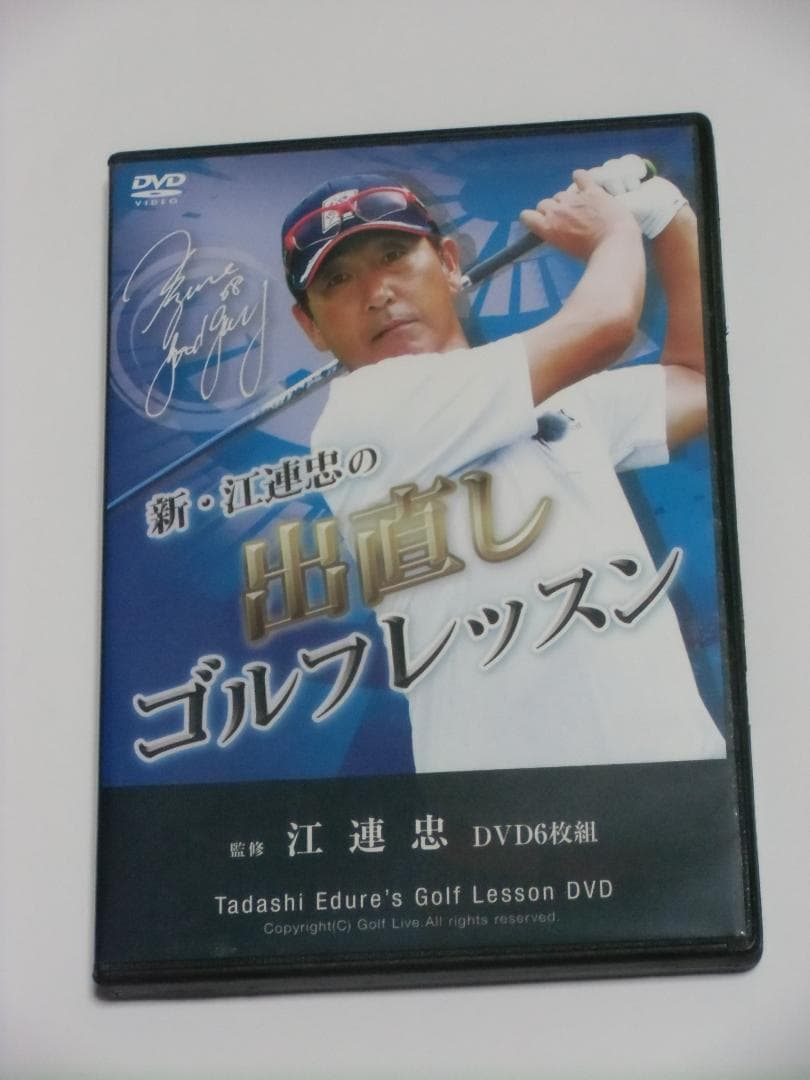 DVD
VIDEO
新・江連忠の
出直し
ゴルフレッスン
監修 江連忠 DVD6枚組
Tadashi Edure's Golf Lesson DVD
Copyright(C) Golf Live.All rights reserved.